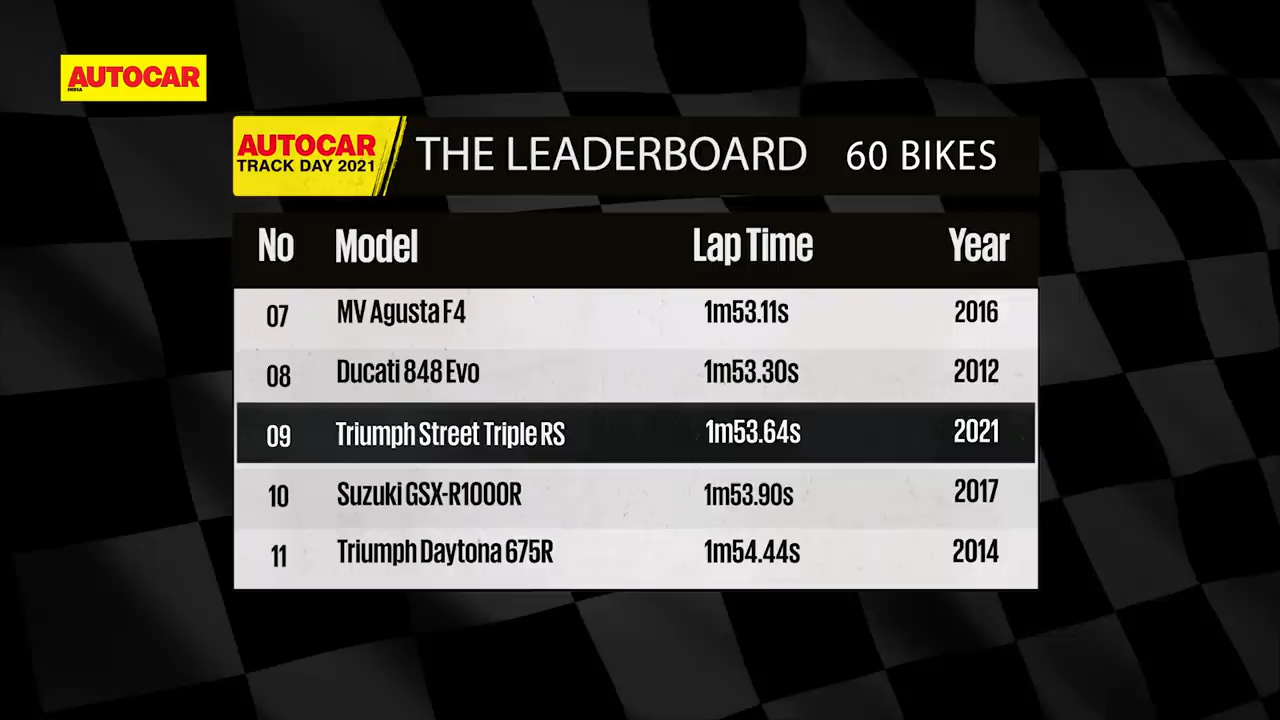 AUTOCAR
INDIA
AUTOCAR
TRACK DAY 2021
THE LEADERBOARD 60 BIKES
No Model Lap Time Year
07 MV Agusta F4 1m53.11s 2016
08 Ducati 848 Evo 1m53.30s 2012
09 Triumph Street Triple RS 1m53.64s 2021
10 Suzuki GSX-R1000R 1m53.90s 2017
11 Triumph Daytona 675R 1m54.44s 2014